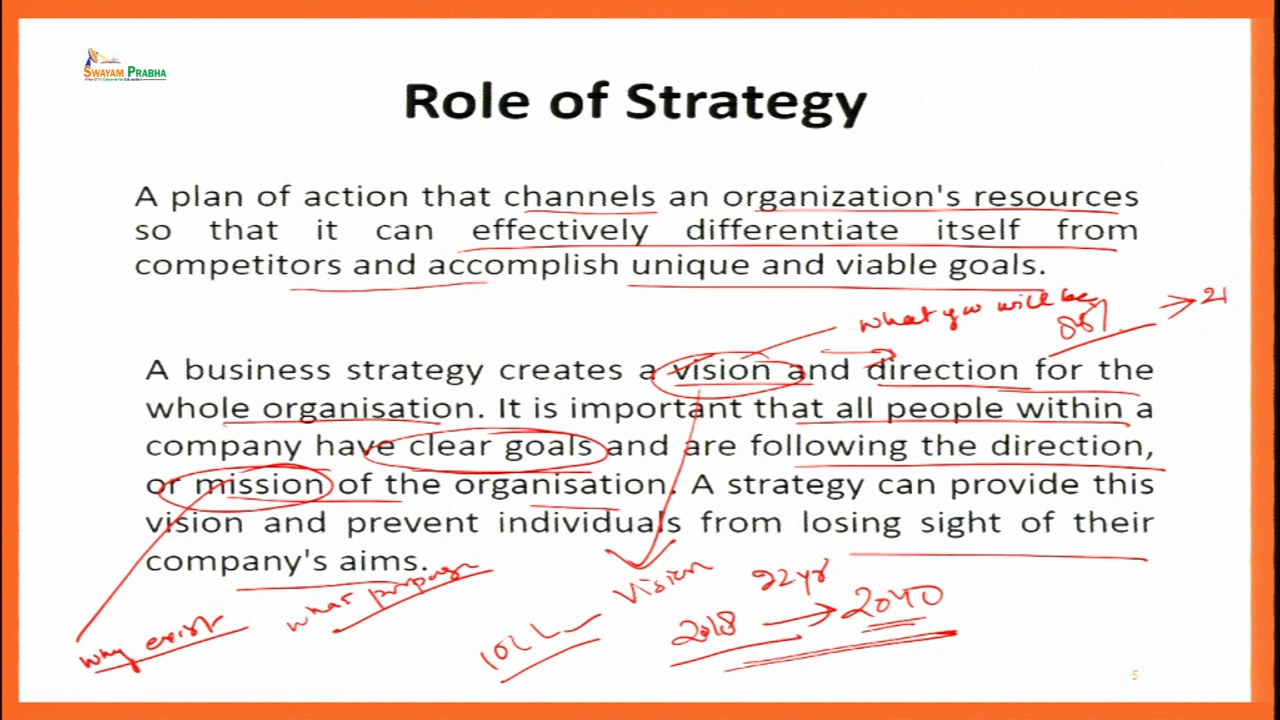 SWAYAM PRABHA
Role of Strategy
A plan of action that channels an organization's resources
so that it can effectively differentiate itself from
competitors and accomplish unique and viable goals.
what you will be
21
A business strategy creates a vision and direction for the
whole organisation. It is important that all people within a
company have clear goals and are following the direction,
or mission of the organisation. A strategy can provide this
vision and prevent individuals from losing sight of their
company's aims.
why exist
what purpose
Vision
22yr
2018 → 2040
5